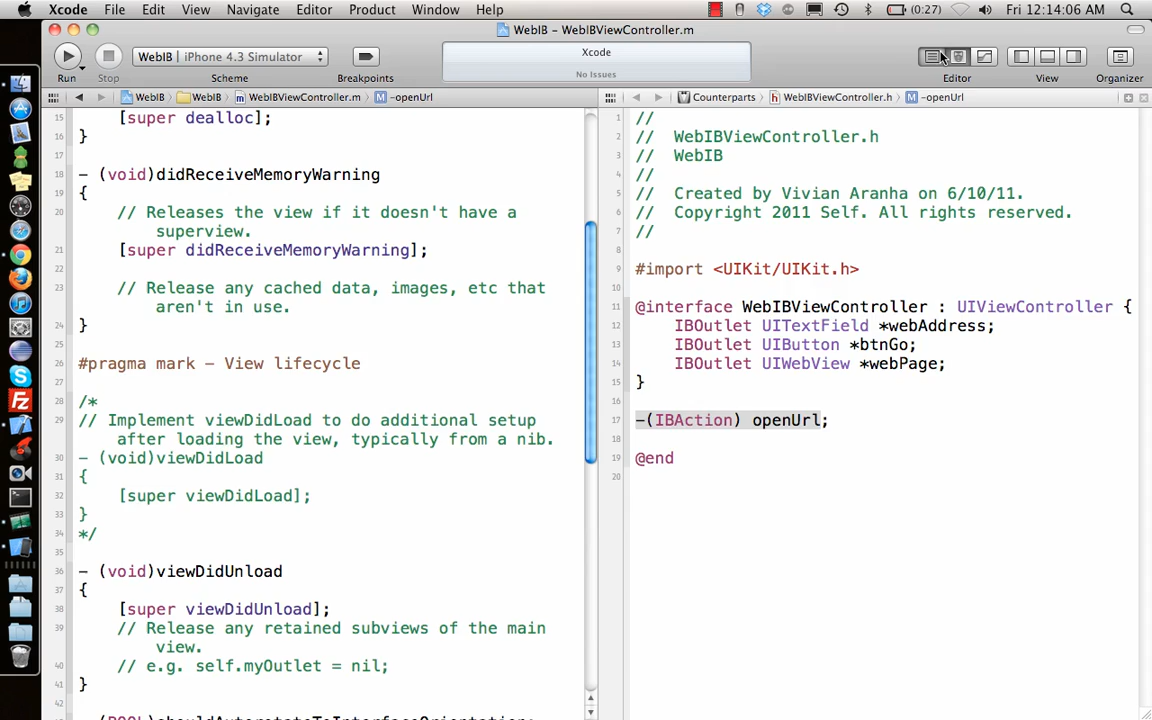 Xcode File Edit View Navigate Editor Product Window Help (0:27) Fri 12:14:06 AM
WebIB – WebIBViewController.m
WebIB | iPhone 4.3 Simulator
Xcode
No Issues
Run Stop Scheme Breakpoints Editor View Organizer
WebIB WebIB WebIBViewController.m M -openUrl
Counterparts WebIBViewController.h M -openUrl
15 [super dealloc];
16 }
17
18 - (void)didReceiveMemoryWarning
19 {
20 // Releases the view if it doesn't have a
superview.
21 [super didReceiveMemoryWarning];
22
23 // Release any cached data, images, etc that
aren't in use.
24 }
25
26 #pragma mark - View lifecycle
27
28 /*
29 // Implement viewDidLoad to do additional setup
after loading the view, typically from a nib.
30 - (void)viewDidLoad
31 {
32 [super viewDidLoad];
33 }
34 */
35
36 - (void)viewDidUnload
37 {
38 [super viewDidUnload];
39 // Release any retained subviews of the main
view.
40 // e.g. self.myOutlet = nil;
41 }
42
(BOOL)shouldAutorotateToInterfaceOrientation:
1 //
2 // WebIBViewController.h
3 // WebIB
4 //
5 // Created by Vivian Aranha on 6/10/11.
6 // Copyright 2011 Self. All rights reserved.
7 //
8
9 #import <UIKit/UIKit.h>
10
11 @interface WebIBViewController : UIViewController {
12 IBOutlet UITextField *webAddress;
13 IBOutlet UIButton *btnGo;
14 IBOutlet UIWebView *webPage;
15 }
16
17 -(IBAction) openUrl;
18
19 @end
20